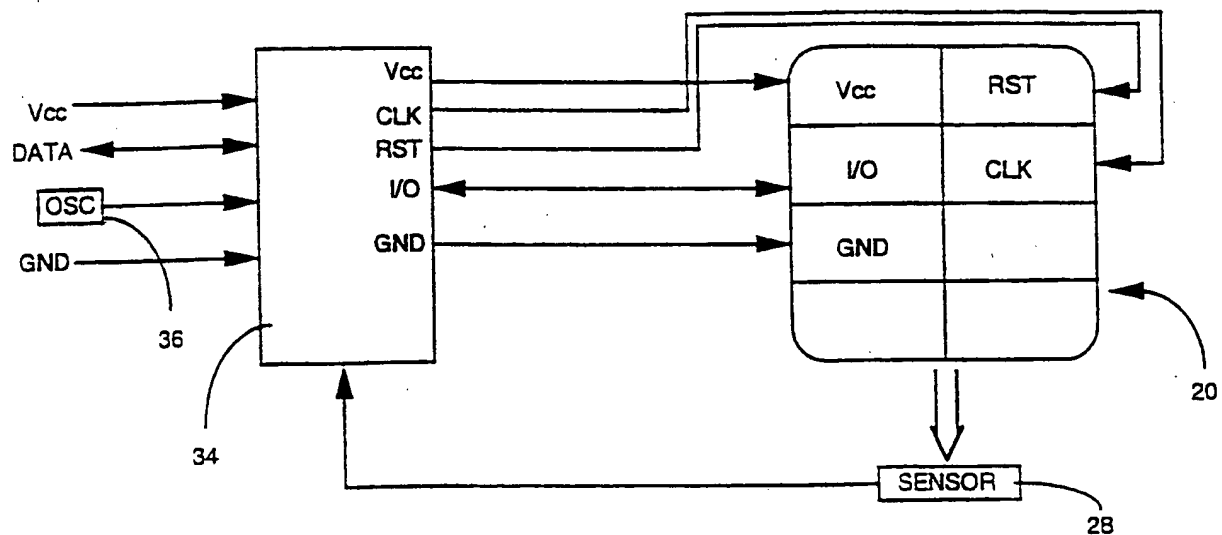 Vcc
DATA
OSC
GND
36
34
Vcc
CLK
RST
I/O
GND
Vcc
RST
I/O
CLK
GND
20
SENSOR
28